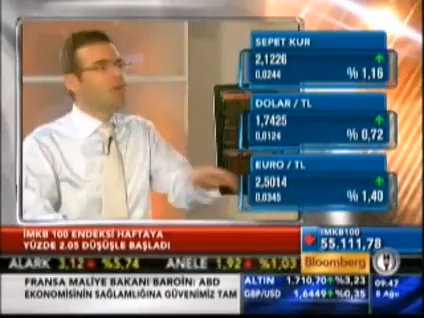 SEPET KUR
2,1226
0,0244 % 1,16
DOLAR / TL
1,7425
0,0124 % 0,72
EURO / TL
2,5014
0,0345 % 1,40
İMKB 100 ENDEKSİ HAFTAYA
YÜZDE 2.05 DÜŞÜŞLE BAŞLADI
İMKB100
55.111,78
ALARK 3,12 %5,74 ANELE 1,92 %1,03
Bloomberg
FRANSA MALİYE BAKANI BAROIN: ABD
EKONOMİSİNİN SAĞLAMLIĞINA GÜVENİMİZ TAM
ALTIN 1.710,70 %3,23
GBP/USD 1,6449 %0,35
09:47
8 Ağu